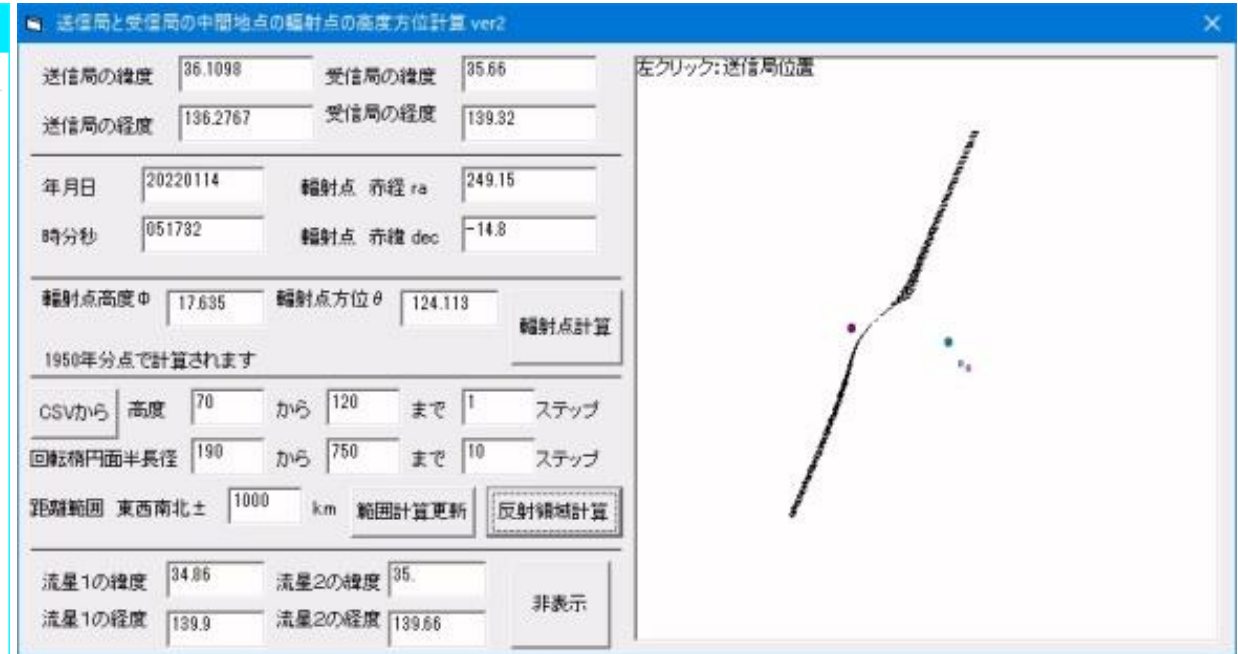 送信局と受信局の中間地点の輻射点の高度方位計算 ver2
送信局の緯度 36.1098 受信局の緯度 35.66
送信局の経度 136.2767 受信局の経度 139.32
年月日 20220114 輻射点 赤経 ra 249.15
時分秒 051732 輻射点 赤緯 dec -14.8
輻射点高度Φ 17.635 輻射点方位θ 124.113 輻射点計算
1950年分点で計算されます
CSVから 高度 70 から 120 まで 1 ステップ
回転楕円面半長径 190 から 750 まで 10 ステップ
距離範囲 東西南北± 1000 km 範囲計算更新 反射領域計算
流星1の緯度 34.86 流星2の緯度 35.
流星1の経度 139.9 流星2の経度 139.66
非表示
左クリック:送信局位置